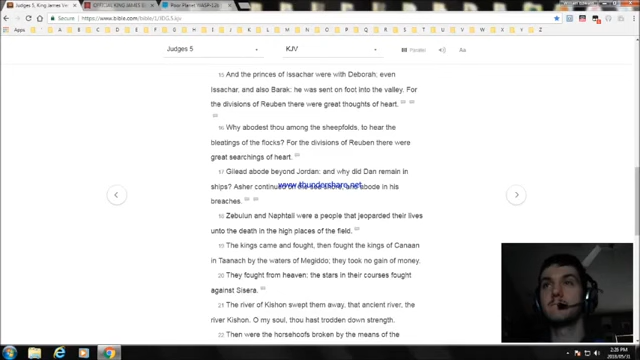 Judges 5, King James Ve
OFFICIAL KING JAMES B
Poor Planet (WASP-12b
Secure https://www.bible.com/bible/1/JDG.5.kjv
Apps
Judges 5
KJV
Parallel
Aa
15 And the princes of Issachar were with Deborah; even
Issachar, and also Barak: he was sent on foot into the valley. For
the divisions of Reuben there were great thoughts of heart.
16 Why abodest thou among the sheepfolds, to hear the
bleatings of the flocks? For the divisions of Reuben there were
great searchings of heart.
17 Gilead abode beyond Jordan: and why did Dan remain in
ships? Asher continued on the sea shore, and abode in his
breaches.
www.thundershare.net
18 Zebulun and Naphtali were a people that jeoparded their lives
unto the death in the high places of the field.
19 The kings came and fought, then fought the kings of Canaan
in Taanach by the waters of Megiddo; they took no gain of money.
20 They fought from heaven; the stars in their courses fought
against Sisera.
21 The river of Kishon swept them away, that ancient river, the
river Kishon. O my soul, thou hast trodden down strength.
22 Then were the horsehoofs broken by the means of the
2:28 PM